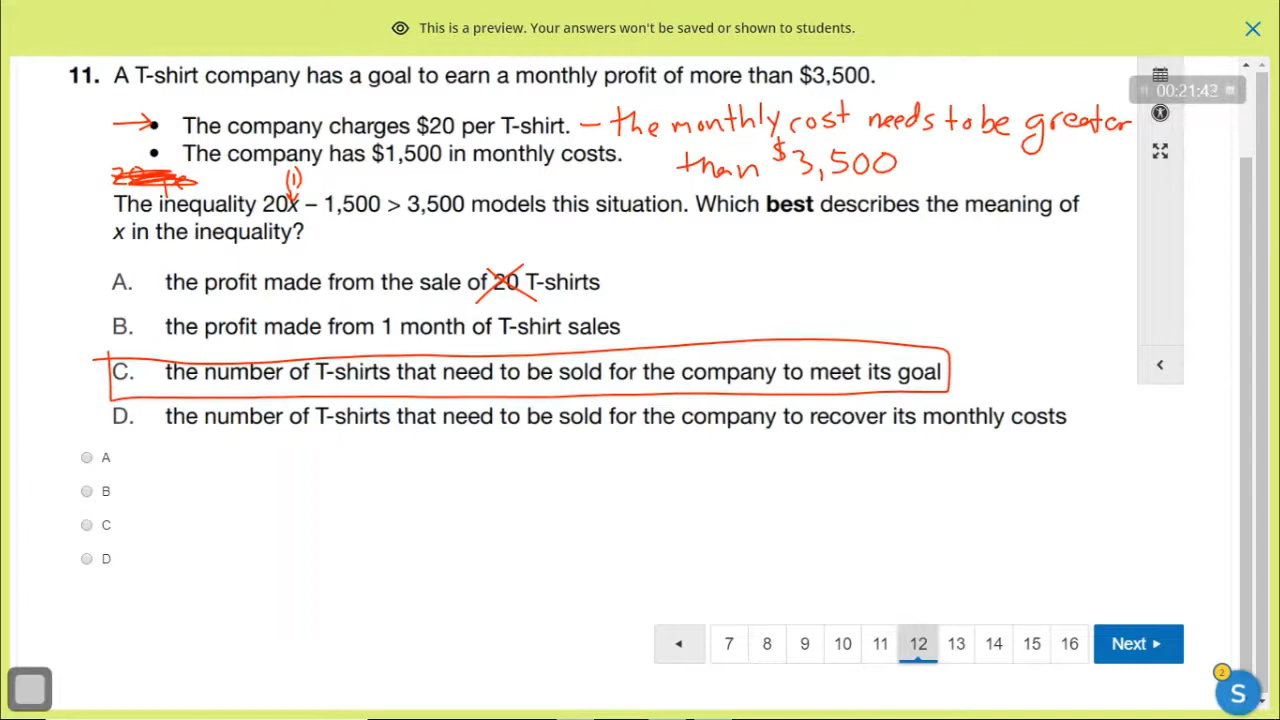 This is a preview. Your answers won't be saved or shown to students.
11. A T-shirt company has a goal to earn a monthly profit of more than $3,500.
00:21:43
• The company charges $20 per T-shirt. – the monthly cost needs to be greater
• The company has $1,500 in monthly costs. than $3,500
(1)
The inequality 20x – 1,500 > 3,500 models this situation. Which best describes the meaning of
x in the inequality?
A. the profit made from the sale of 20 T-shirts
B. the profit made from 1 month of T-shirt sales
C. the number of T-shirts that need to be sold for the company to meet its goal
D. the number of T-shirts that need to be sold for the company to recover its monthly costs
A
B
C
D
7 8 9 10 11 12 13 14 15 16 Next
2
S